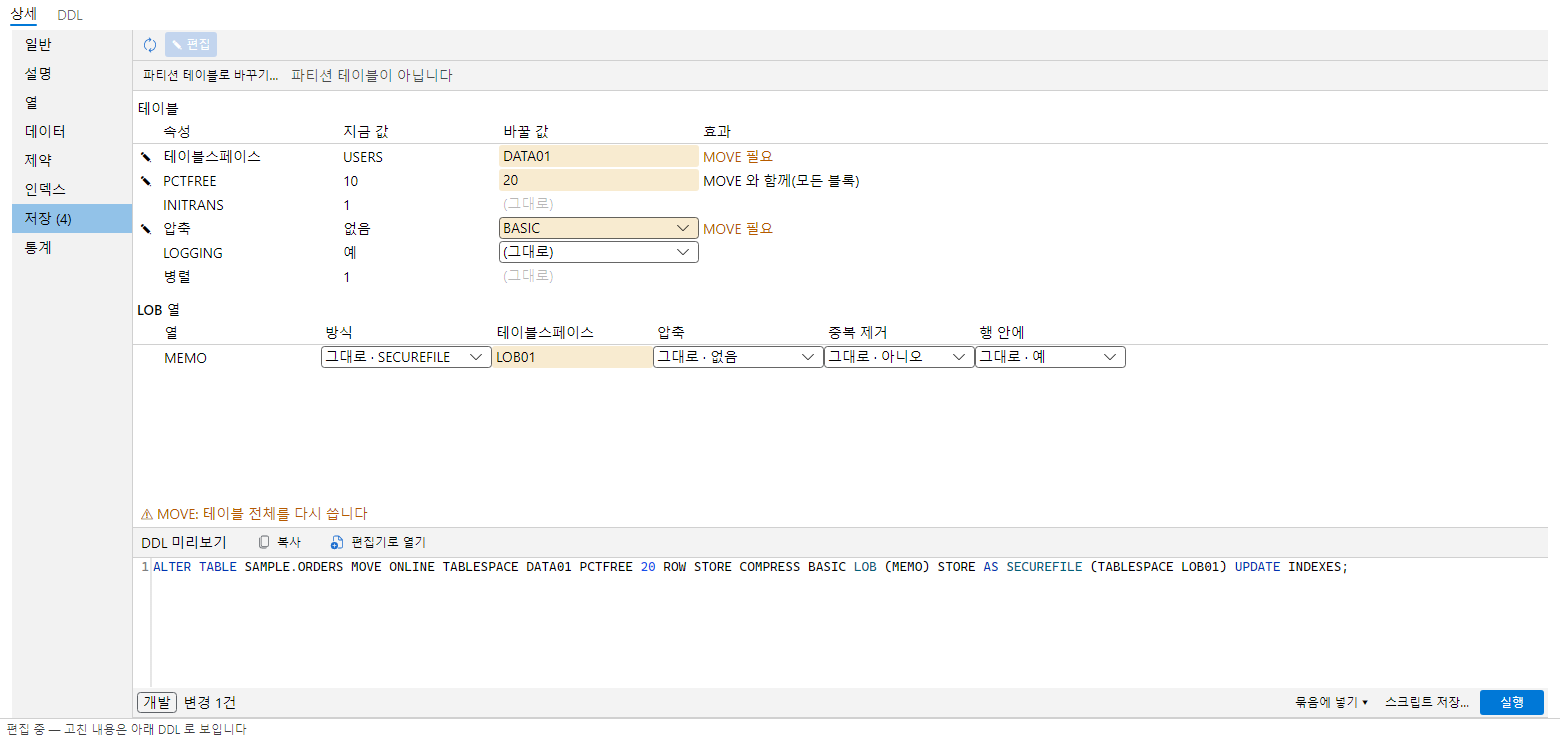 상세 DDL
일반
설명
열
데이터
제약
인덱스
저장 (4)
통계
편집
파티션 테이블로 바꾸기... 파티션 테이블이 아닙니다
테이블
속성 지금 값 바꿀 값 효과
테이블스페이스 USERS DATA01 MOVE 필요
PCTFREE 10 20 MOVE 와 함께(모든 블록)
INITRANS 1 (그대로)
압축 없음 BASIC MOVE 필요
LOGGING 예 (그대로)
병렬 1 (그대로)
LOB 열
열 방식 테이블스페이스 압축 중복 제거 행 안에
MEMO 그대로 · SECUREFILE LOB01 그대로 · 없음 그대로 · 아니오 그대로 · 예
⚠ MOVE: 테이블 전체를 다시 씁니다
DDL 미리보기 복사 편집기로 열기
1 ALTER TABLE SAMPLE.ORDERS MOVE ONLINE TABLESPACE DATA01 PCTFREE 20 ROW STORE COMPRESS BASIC LOB (MEMO) STORE AS SECUREFILE (TABLESPACE LOB01) UPDATE INDEXES;
개발 변경 1건 묶음에 넣기 ▾ 스크립트 저장... 실행
편집 중 — 고친 내용은 아래 DDL 로 보입니다